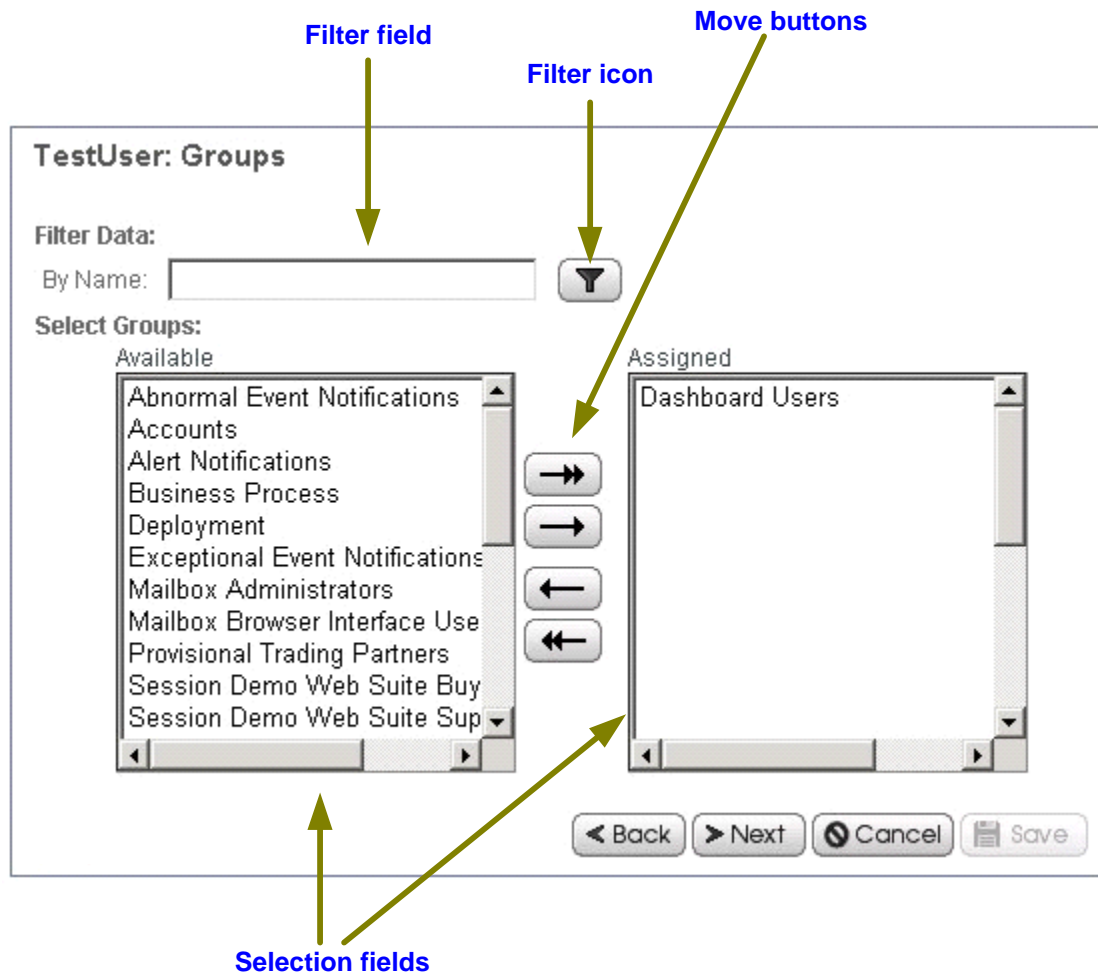 Move buttons
Filter field
Filter icon
TestUser: Groups
Filter Data:
By Name:
Select Groups:
Available
Assigned
Abnormal Event Notifications
Accounts
Alert Notifications
Business Process
Deployment
Exceptional Event Notifications
Mailbox Administrators
Mailbox Browser Interface Use
Provisional Trading Partners
Session Demo Web Suite Buy
Session Demo Web Suite Sup
Dashboard Users
Back
Next
Cancel
Save
Selection fields